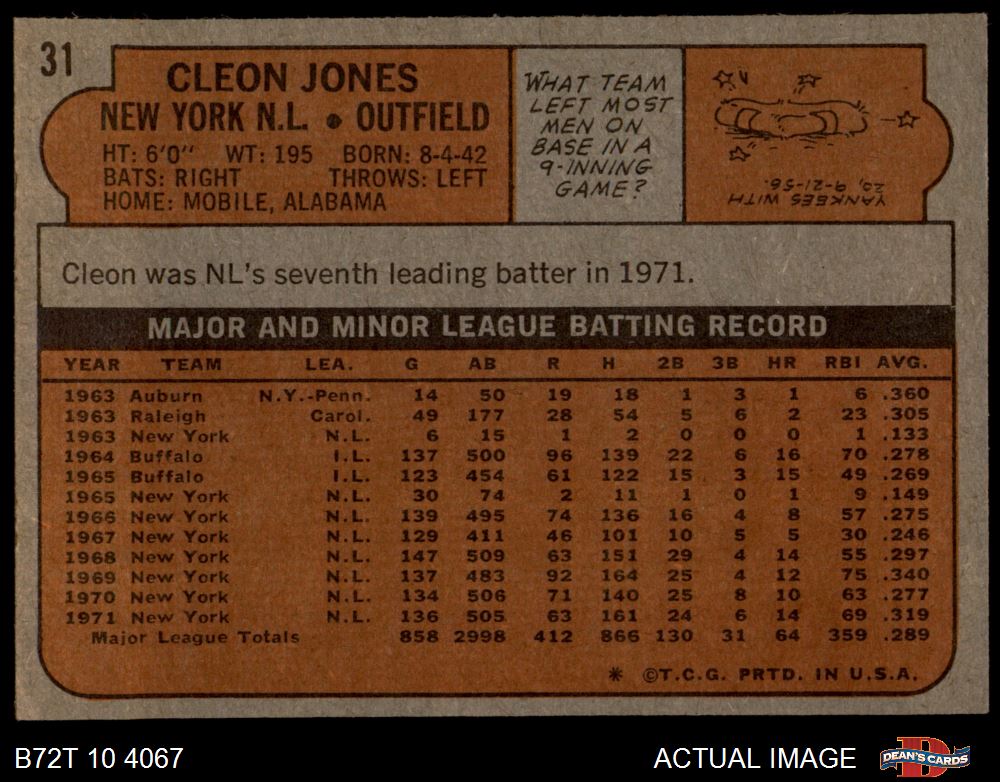 31
CLEON JONES
NEW YORK N.L. • OUTFIELD
HT: 6'0" WT: 195 BORN: 8-4-42
BATS: RIGHT THROWS: LEFT
HOME: MOBILE, ALABAMA
WHAT TEAM
LEFT MOST
MEN ON
BASE IN A
9-INNING
GAME?
YANKEES WITH
20, 9-21-56.
Cleon was NL's seventh leading batter in 1971.
MAJOR AND MINOR LEAGUE BATTING RECORD
YEAR TEAM LEA. G AB R H 2B 3B HR RBI AVG.
1963 Auburn N.Y.-Penn. 14 50 19 18 1 3 1 6 .360
1963 Raleigh Carol. 49 177 28 54 5 6 2 23 .305
1963 New York N.L. 6 15 1 2 0 0 0 1 .133
1964 Buffalo I.L. 137 500 96 139 22 6 16 70 .278
1965 Buffalo I.L. 123 454 61 122 15 3 15 49 .269
1965 New York N.L. 30 74 2 11 1 0 1 9 .149
1966 New York N.L. 139 495 74 136 16 4 8 57 .275
1967 New York N.L. 129 411 46 101 10 5 5 30 .246
1968 New York N.L. 147 509 63 151 29 4 14 55 .297
1969 New York N.L. 137 483 92 164 25 4 12 75 .340
1970 New York N.L. 134 506 71 140 25 8 10 63 .277
1971 New York N.L. 136 505 63 161 24 6 14 69 .319
Major League Totals 858 2998 412 866 130 31 64 359 .289
* ©T.C.G. PRTD. IN U.S.A.
B72T 10 4067
ACTUAL IMAGE
DEAN'S CARDS